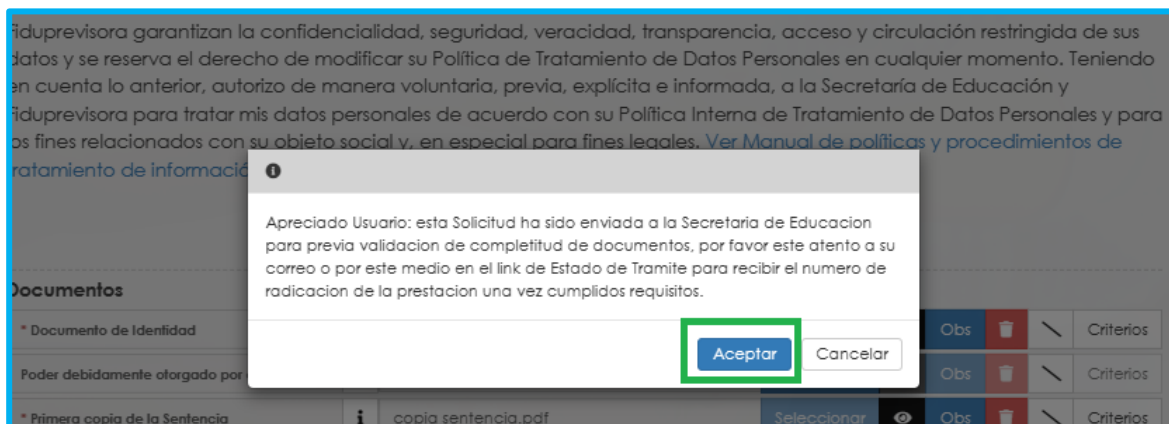 Fiduprevisora garantizan la confidencialidad, seguridad, veracidad, transparencia, acceso y circulación restringida de sus
datos y se reserva el derecho de modificar su Política de Tratamiento de Datos Personales en cualquier momento. Teniendo
en cuenta lo anterior, autorizo de manera voluntaria, previa, explícita e informada, a la Secretaría de Educación y
Fiduprevisora para tratar mis datos personales de acuerdo con su Política Interna de Tratamiento de Datos Personales y para
los fines relacionados con su objeto social y, en especial para fines legales. Ver Manual de políticas y procedimientos de
tratamiento de informació
Apreciado Usuario: esta Solicitud ha sido enviada a la Secretaria de Educacion
para previa validacion de completitud de documentos, por favor este atento a su
correo o por este medio en el link de Estado de Tramite para recibir el numero de
radicacion de la prestacion una vez cumplidos requisitos.
Aceptar Cancelar
Documentos
* Documento de Identidad Obs Criterios
Poder debidamente otorgado por Obs Criterios
* Primera copia de la Sentencia i copia sentencia.pdf Seleccionar Obs Criterios